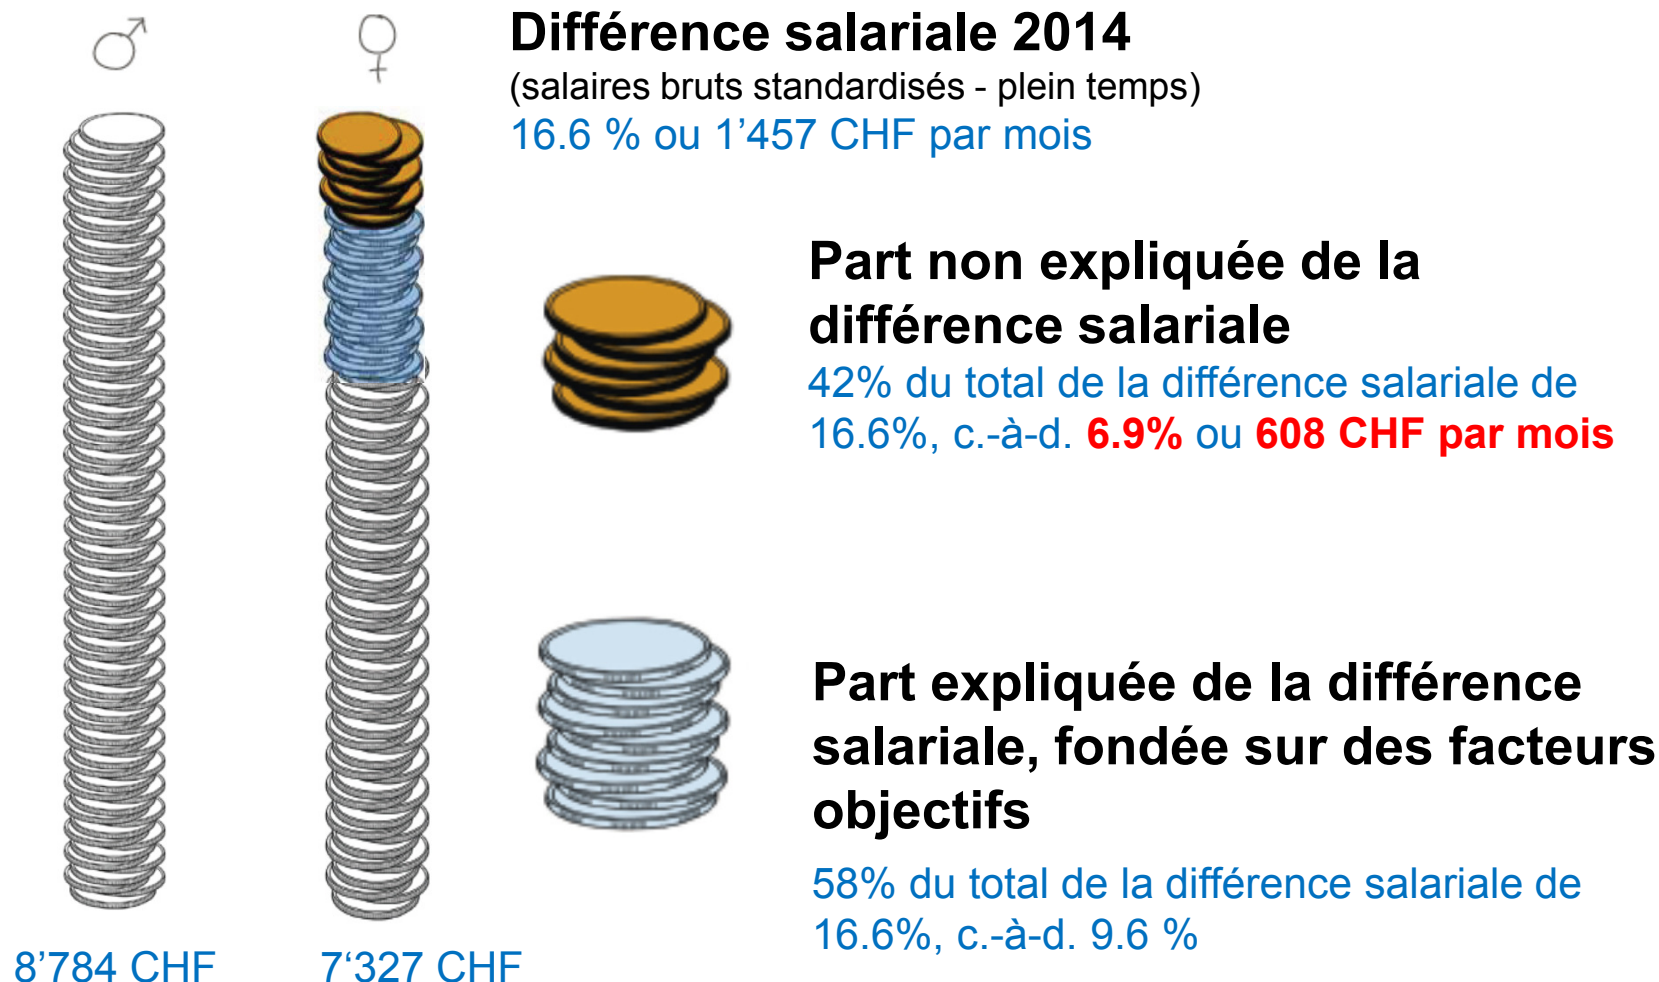 Différence salariale 2014
(salaires bruts standardisés - plein temps)
16.6 % ou 1’457 CHF par mois
Part non expliquée de la
différence salariale
42% du total de la différence salariale de
16.6%, c.-à-d. 6.9% ou 608 CHF par mois
Part expliquée de la différence
salariale, fondée sur des facteurs
objectifs
58% du total de la différence salariale de
16.6%, c.-à-d. 9.6 %
8’784 CHF
7‘327 CHF